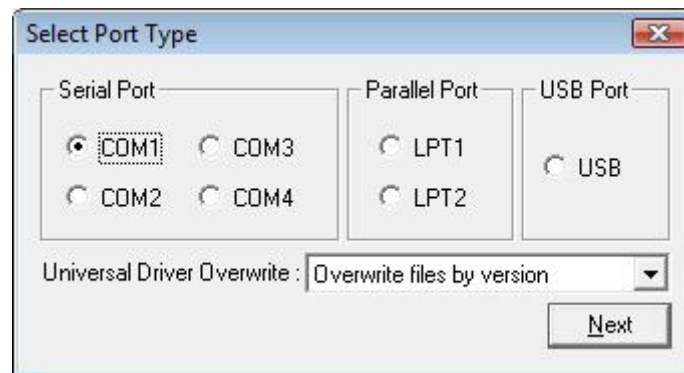 Select Port Type
Serial Port Parallel Port USB Port
COM1 COM3 LPT1
USB
COM2 COM4 LPT2
Universal Driver Overwrite : Overwrite files by version
Next